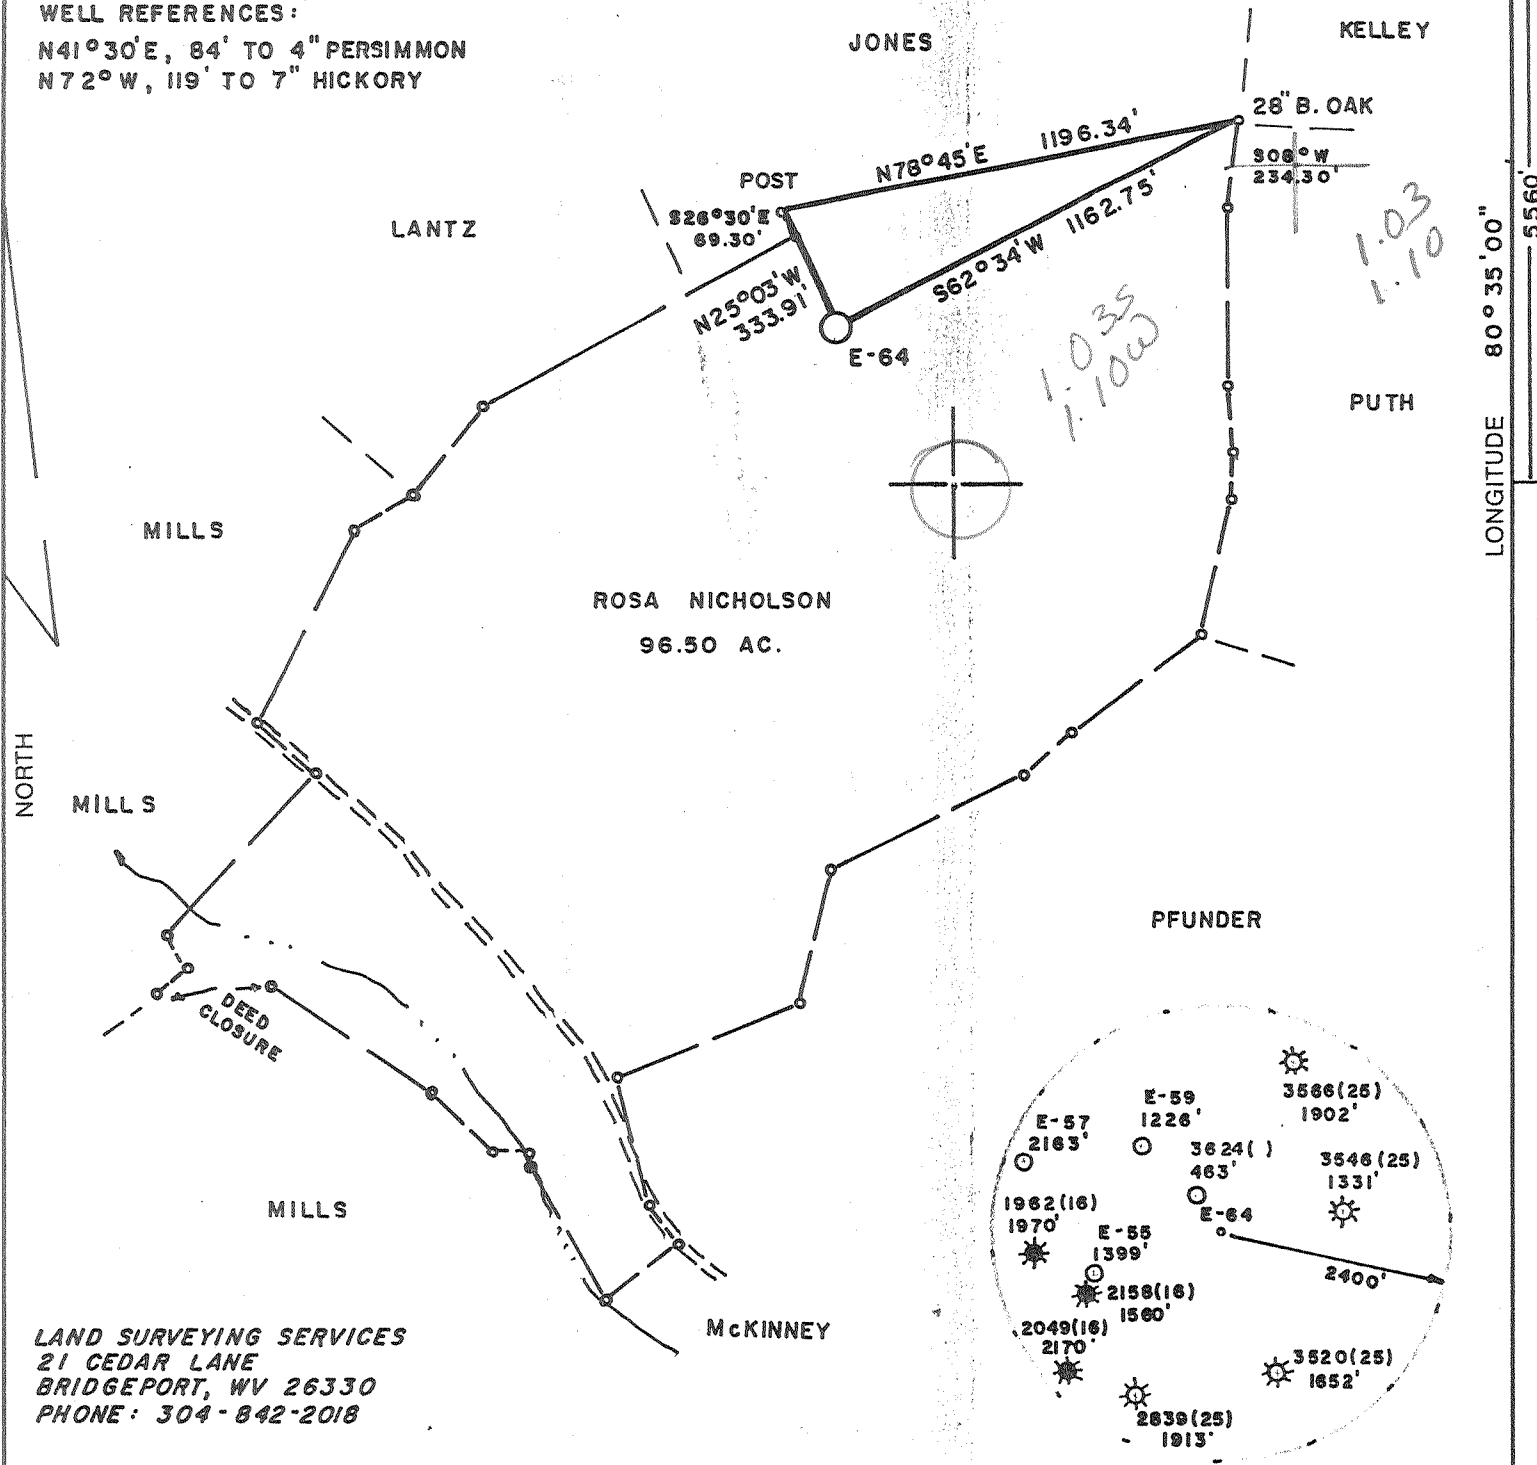 WELL REFERENCES:
N41°30'E, 84' TO 4" PERSIMMON
N72°W, 119' TO 7" HICKORY
JONES
KELLEY
28" B. OAK
S08°W
234.30'
N78°45'E 1196.34'
POST
S26°30'E
69.30'
LANTZ
N25°03'W
333.91'
S62°34'W 1162.75'
E-64
1.03
1.10
1.03S
1.10W
5560'
LONGITUDE 80°35'00"
PUTH
MILLS
ROSA NICHOLSON
96.50 AC.
NORTH
MILLS
PFUNDER
DEED
CLOSURE
MILLS
McKINNEY
3566(25)
1902'
E-59
1226'
E-57
2163'
3624( )
463'
3546(25)
1331'
1962(16)
1970'
E-64
E-55
1399'
2400'
2158(16)
1560'
2049(16)
2170'
3520(25)
1652'
2839(25)
1913'
LAND SURVEYING SERVICES
21 CEDAR LANE
BRIDGEPORT, WV 26330
PHONE: 304-842-2018